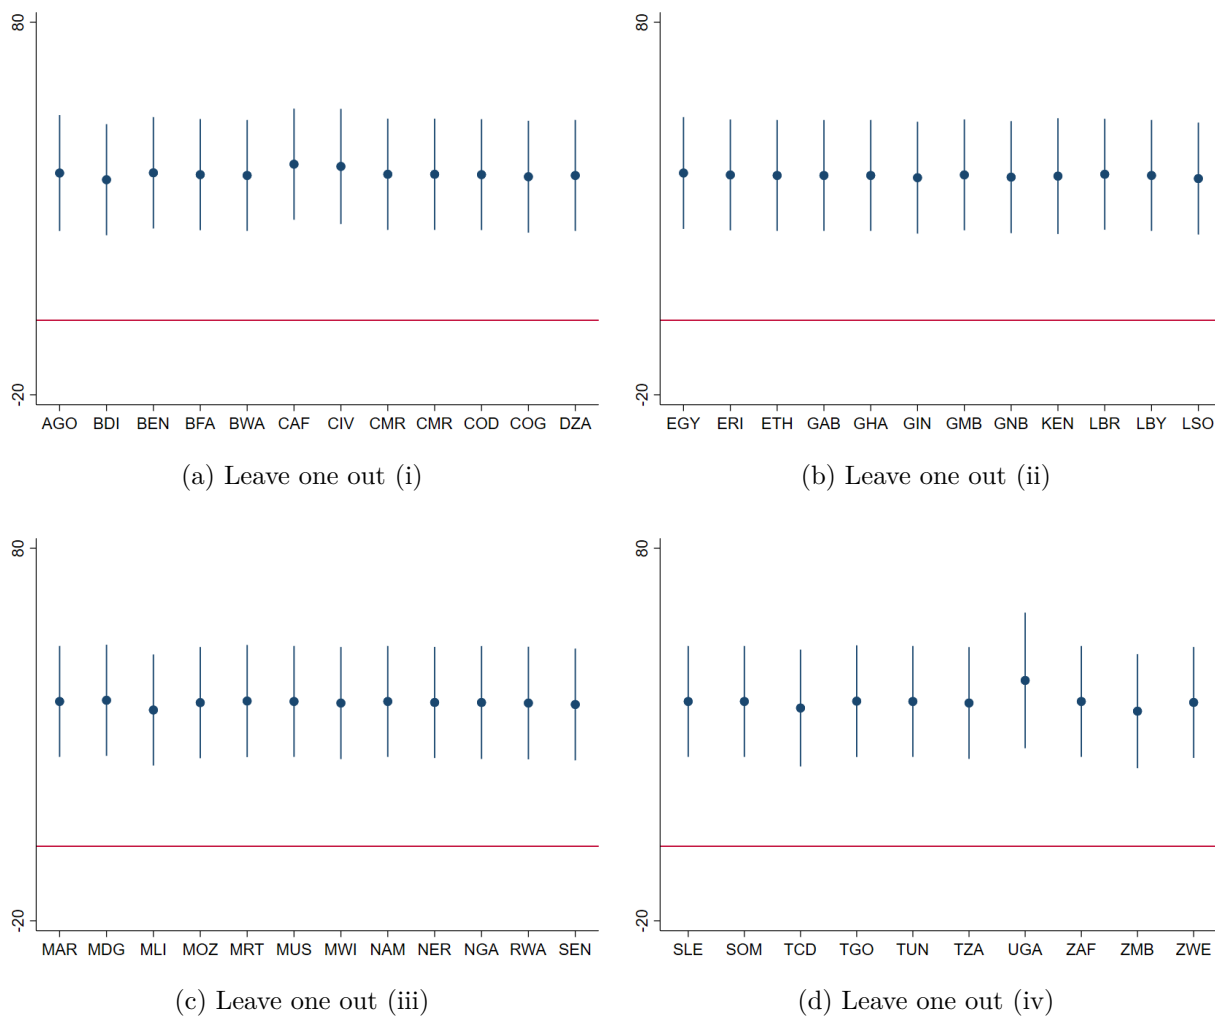 80
-20
AGO BDI BEN BFA BWA CAF CIV CMR CMR COD COG DZA
(a) Leave one out (i)
80
-20
EGY ERI ETH GAB GHA GIN GMB GNB KEN LBR LBY LSO
(b) Leave one out (ii)
80
-20
MAR MDG MLI MOZ MRT MUS MWI NAM NER NGA RWA SEN
(c) Leave one out (iii)
SLE SOM TCD TGO TUN TZA UGA ZAF ZMB ZWE
80
-20
(d) Leave one out (iv)